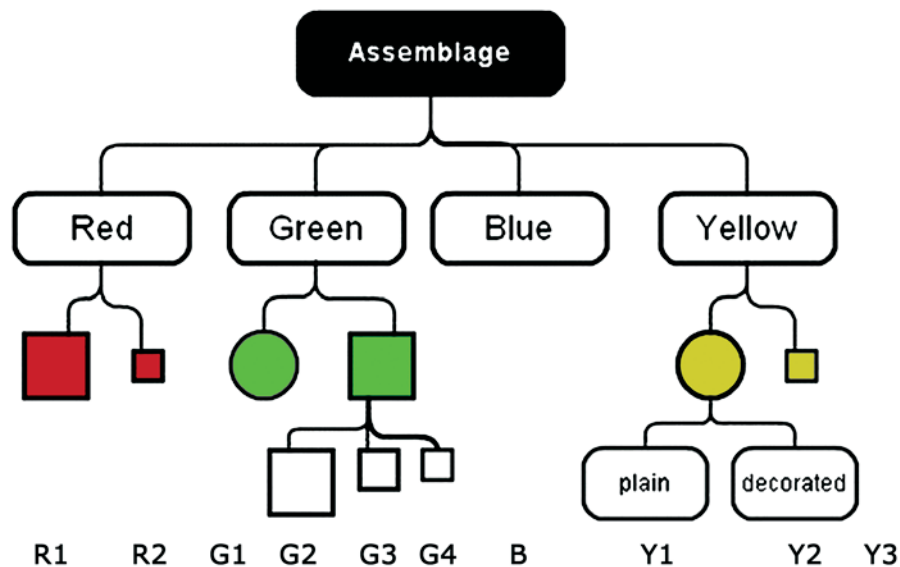 Assemblage
Red Green Blue Yellow
plain decorated
R1 R2 G1 G2 G3 G4 B Y1 Y2 Y3